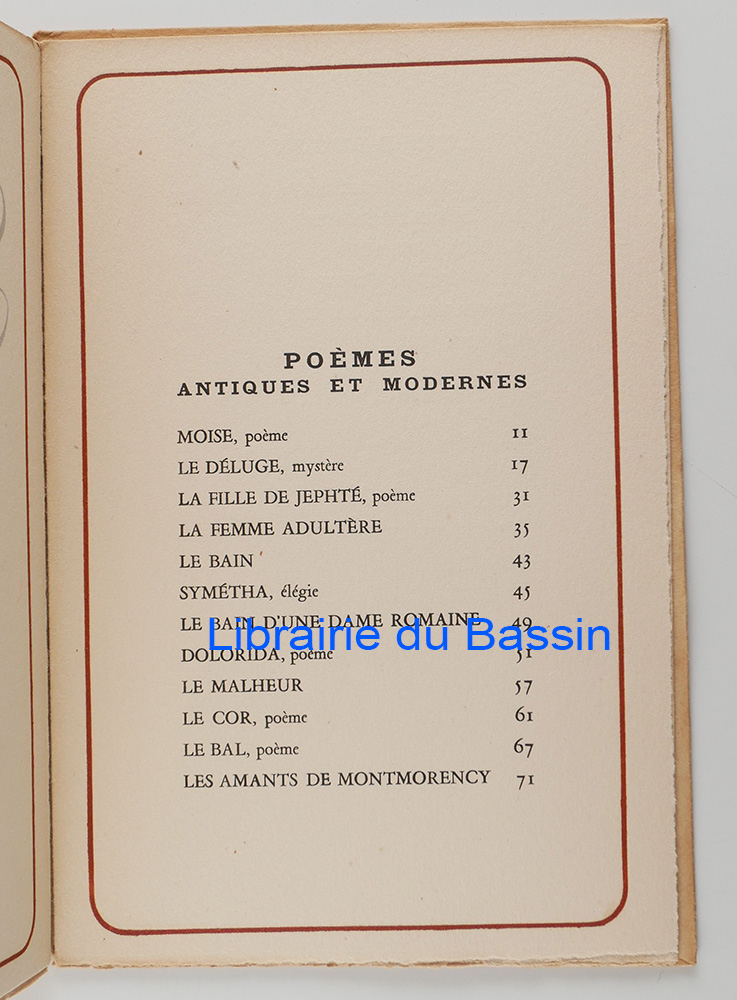 POÈMES
ANTIQUES ET MODERNES
MOISE, poème 11
LE DÉLUGE, mystère 17
LA FILLE DE JEPHTÉ, poème 31
LA FEMME ADULTÈRE 35
LE BAIN 43
SYMÉTHA, élégie 45
LE BAIN D'UNE DAME ROMAINE 49
Librairie du Bassin
DOLORIDA, poème 51
LE MALHEUR 57
LE COR, poème 61
LE BAL, poème 67
LES AMANTS DE MONTMORENCY 71